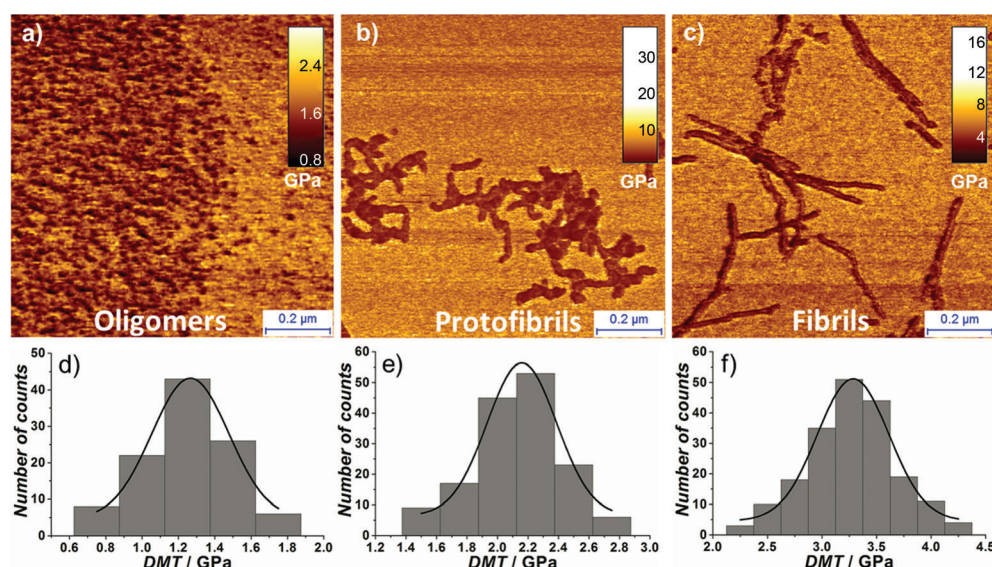 a)
2.4
1.6
0.8
GPa
Oligomers
0.2 µm
b)
30
20
10
GPa
Protofibrils
0.2 µm
c)
16
12
8
4
GPa
Fibrils
0.2 µm
d)
Number of counts
50
40
30
20
10
0
0.6 0.8 1.0 1.2 1.4 1.6 1.8 2.0
DMT / GPa
e)
Number of counts
60
50
40
30
20
10
0
1.2 1.4 1.6 1.8 2.0 2.2 2.4 2.6 2.8 3.0
DMT / GPa
f)
Number of counts
60
50
40
30
20
10
0
2.0 2.5 3.0 3.5 4.0 4.5
DMT / GPa